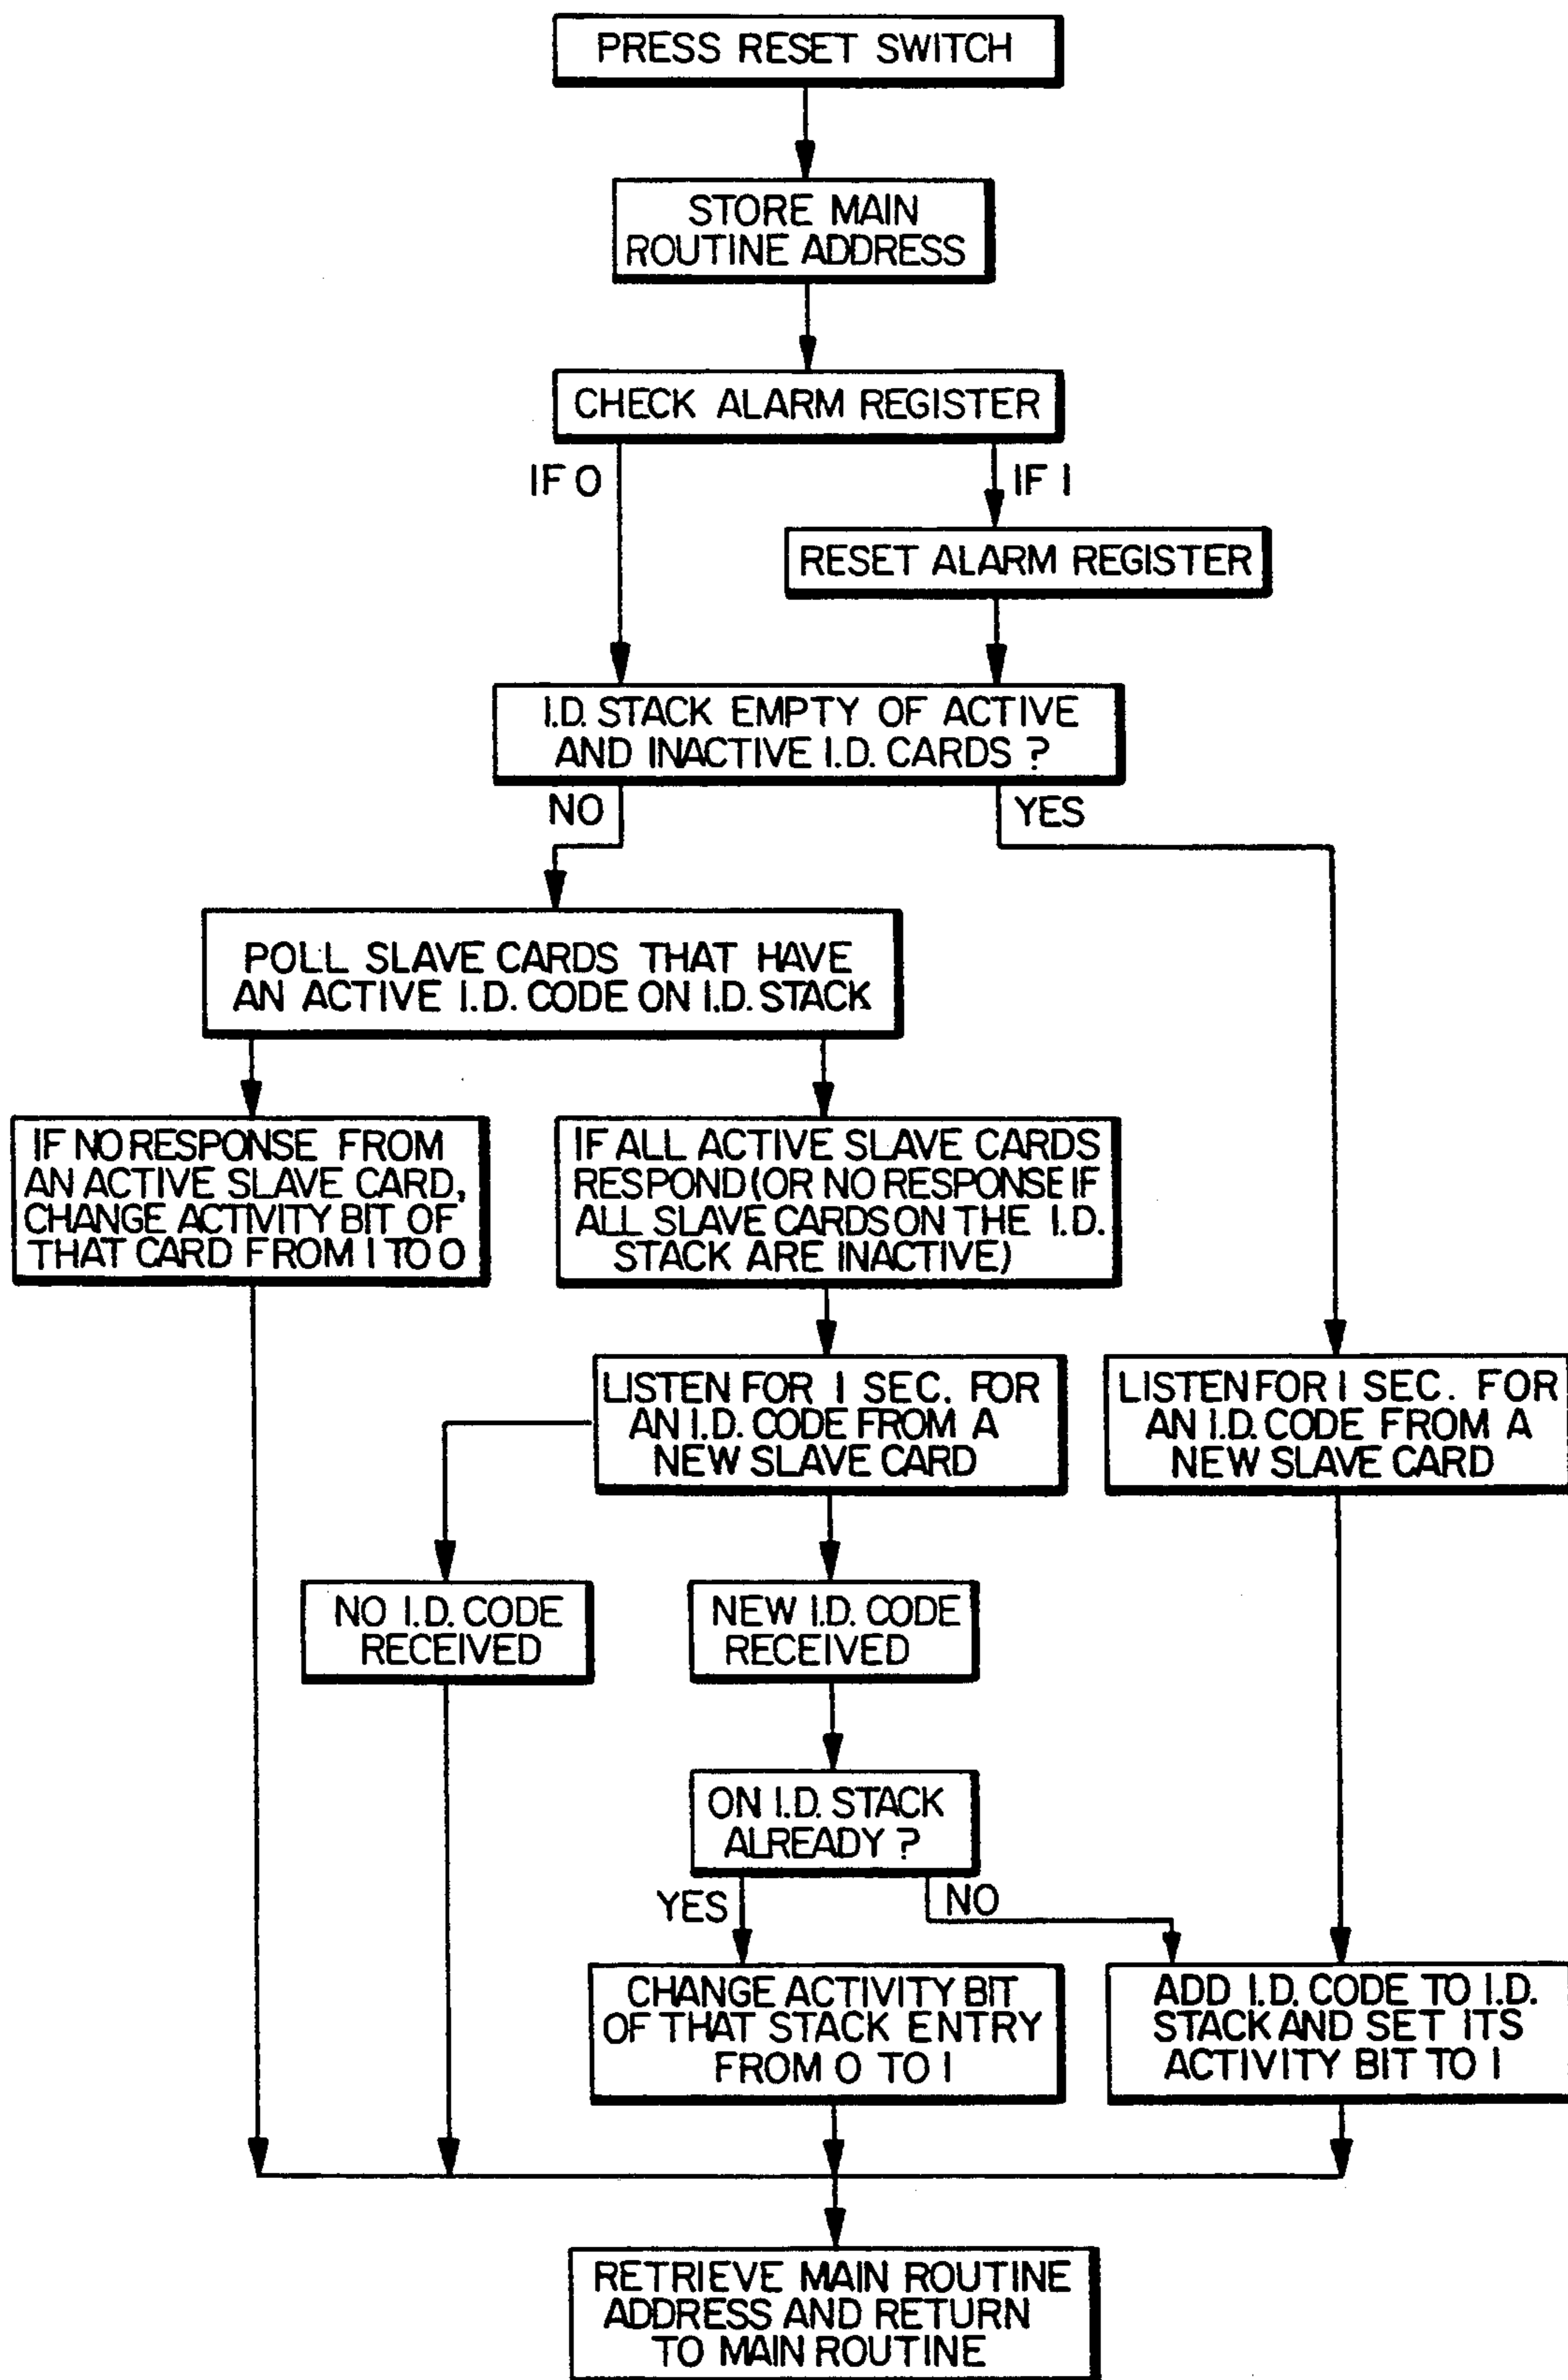 PRESS RESET SWITCH
STORE MAIN
ROUTINE ADDRESS
CHECK ALARM REGISTER
IF 0
IF 1
RESET ALARM REGISTER
I.D. STACK EMPTY OF ACTIVE
AND INACTIVE I.D. CARDS ?
NO
YES
POLL SLAVE CARDS THAT HAVE
AN ACTIVE I.D. CODE ON I.D. STACK
IF NO RESPONSE FROM
AN ACTIVE SLAVE CARD,
CHANGE ACTIVITY BIT OF
THAT CARD FROM 1 TO 0
IF ALL ACTIVE SLAVE CARDS
RESPOND (OR NO RESPONSE IF
ALL SLAVE CARDS ON THE I.D.
STACK ARE INACTIVE)
LISTEN FOR 1 SEC. FOR
AN I.D. CODE FROM A
NEW SLAVE CARD
LISTEN FOR 1 SEC. FOR
AN I.D. CODE FROM A
NEW SLAVE CARD
NO I.D. CODE
RECEIVED
NEW I.D. CODE
RECEIVED
ON I.D. STACK
ALREADY ?
YES
NO
CHANGE ACTIVITY BIT
OF THAT STACK ENTRY
FROM 0 TO 1
ADD I.D. CODE TO I.D.
STACK AND SET ITS
ACTIVITY BIT TO 1
RETRIEVE MAIN ROUTINE
ADDRESS AND RETURN
TO MAIN ROUTINE